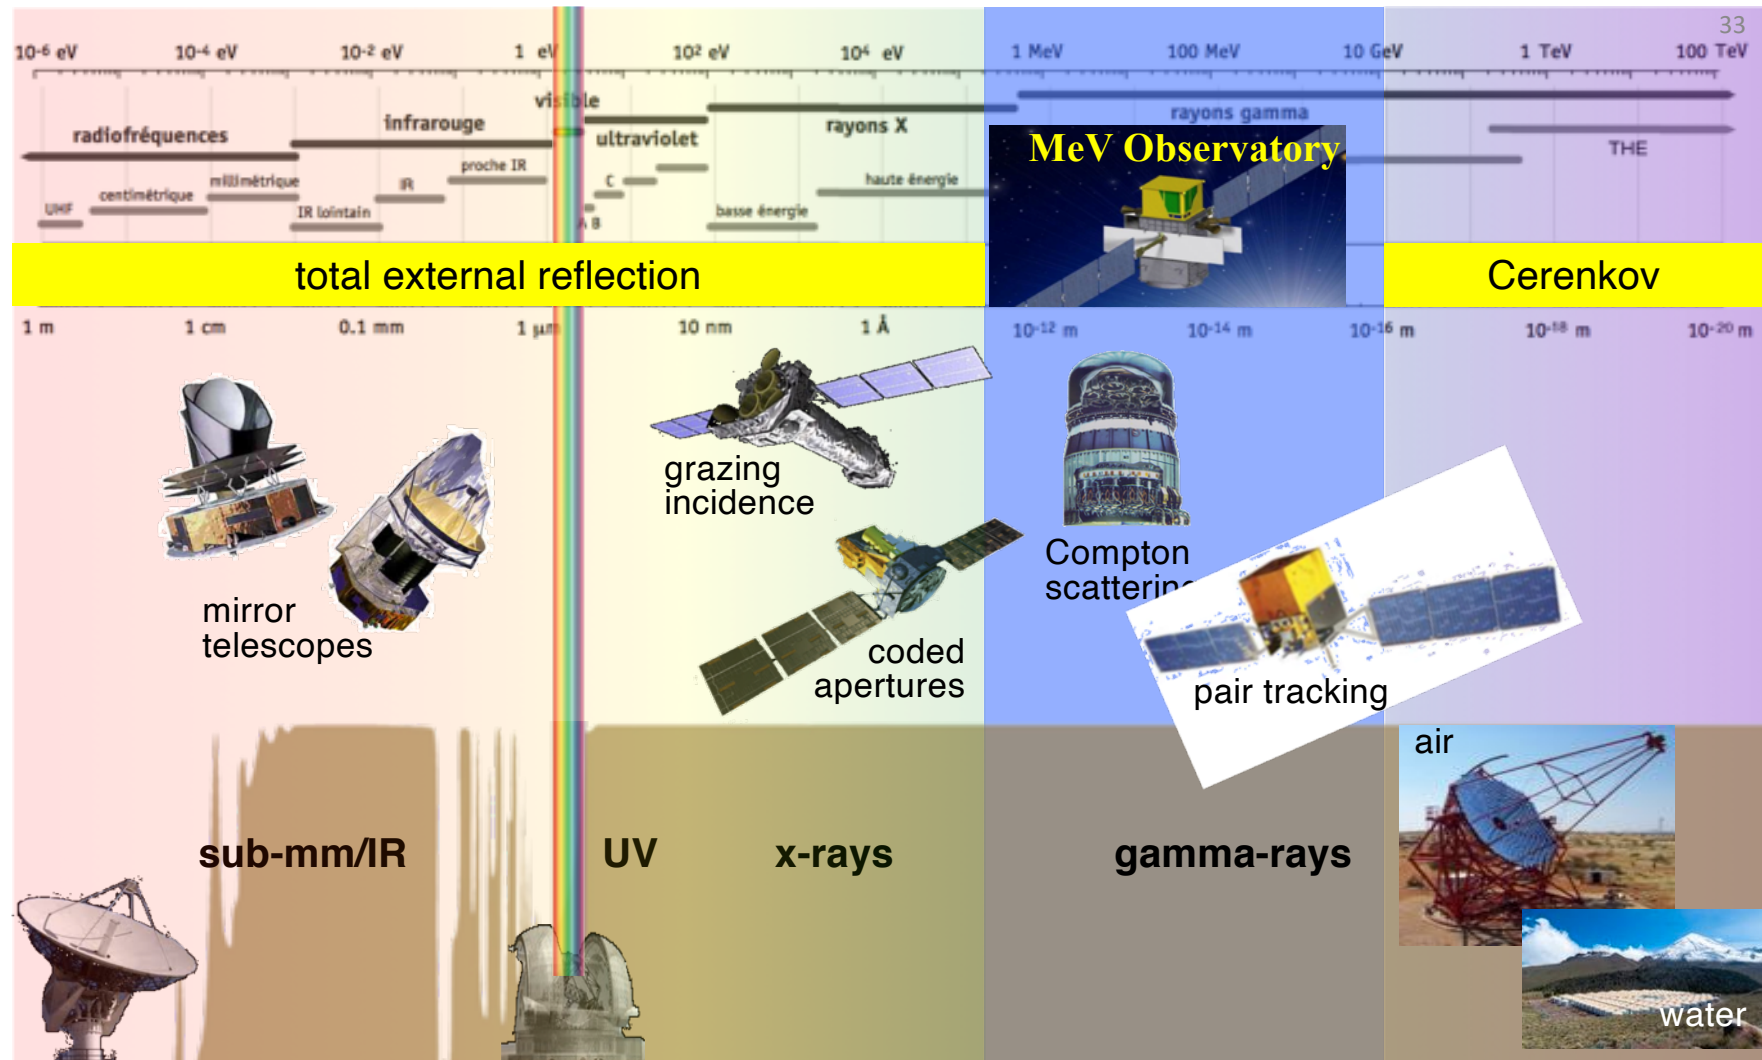 33
10-6 eV 10-4 eV 10-2 eV 1 eV 10² eV 10⁴ eV 1 MeV 100 MeV 10 GeV 1 TeV 100 TeV
visible
radiofréquences infrarouge ultraviolet rayons X rayons gamma
THE
MeV Observatory
proche IR
UHF centimétrique millimétrique IR lointain IR
C
A B
basse énergie haute énergie
total external reflection
Cerenkov
1 m 1 cm 0.1 mm 1 µm 10 nm 1 Å 10-12 m 10-14 m 10-16 m 10-18 m 10-20 m
grazing
incidence
Compton
scatterin
mirror
telescopes
coded
apertures
pair tracking
air
sub-mm/IR UV x-rays gamma-rays
water